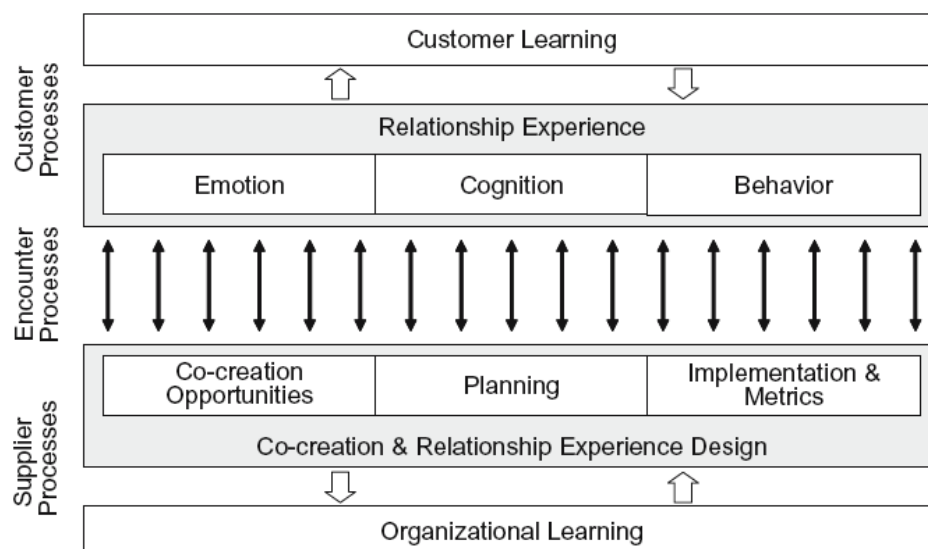 Customer Learning
Customer
Processes
Relationship Experience
Emotion
Cognition
Behavior
Encounter
Processes
Co-creation
Opportunities
Planning
Implementation &
Metrics
Supplier
Processes
Co-creation & Relationship Experience Design
Organizational Learning